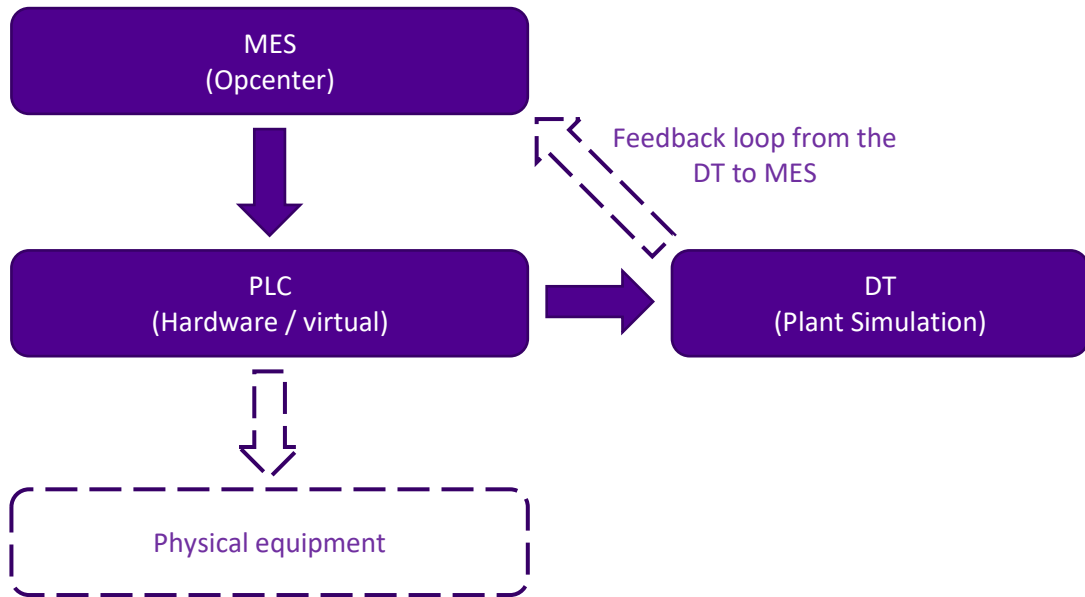 MES
(Opcenter)
Feedback loop from the
DT to MES
PLC
(Hardware / virtual)
DT
(Plant Simulation)
Physical equipment